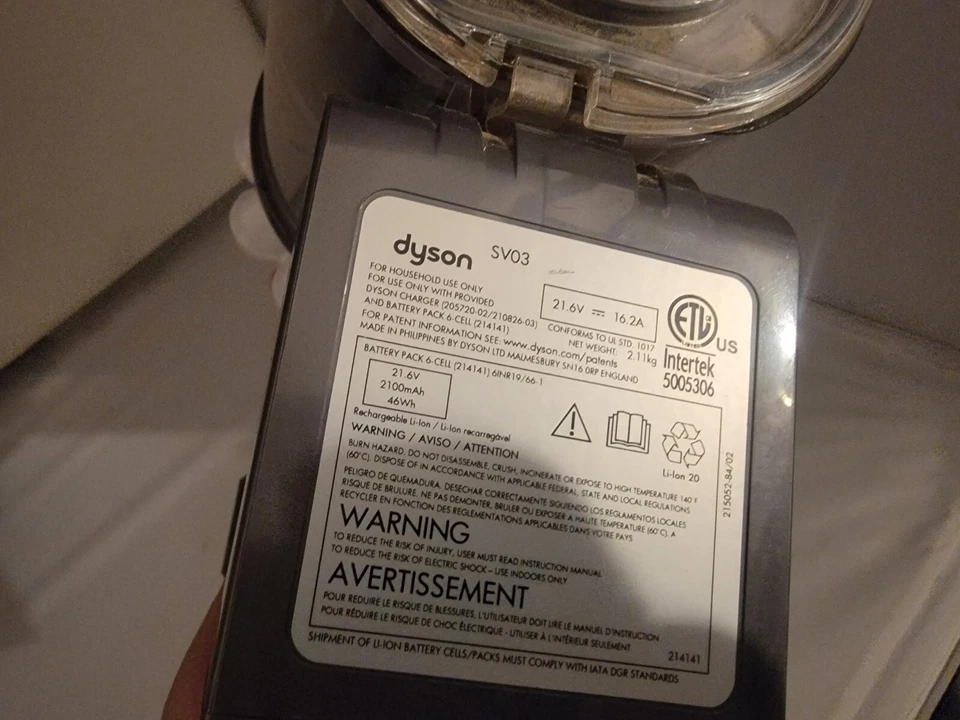 dyson SV03
FOR HOUSEHOLD USE ONLY
FOR USE ONLY WITH PROVIDED
DYSON CHARGER (205720-02/210826-03)
AND BATTERY PACK 6-CELL (214141)
21.6V ⎓ 16.2A
CONFORMS TO UL STD. 1017
NET WEIGHT: 2.11kg
FOR PATENT INFORMATION SEE: www.dyson.com/patents
MADE IN PHILIPPINES BY DYSON LTD MALMESBURY SN16 0RP ENGLAND
ETL LISTED US
Intertek
5005306
BATTERY PACK 6-CELL (214141) 6INR19/66-1
21.6V
2100mAh
46Wh
Rechargeable Li-Ion / Li-Ion recarregável
Li-Ion 20
WARNING / AVISO / ATTENTION
BURN HAZARD. DO NOT DISASSEMBLE, CRUSH, INCINERATE OR EXPOSE TO HIGH TEMPERATURE 140˚F
(60˚C). DISPOSE OF IN ACCORDANCE WITH APPLICABLE FEDERAL, STATE AND LOCAL REGULATIONS
PELIGRO DE QUEMADURA. DESECHAR CORRECTAMENTE SIGUIENDO LOS REGLAMENTOS LOCALES
RISQUE DE BRULURE. NE PAS DEMONTER, BRULER OU EXPOSER A HAUTE TEMPERATURE (60˚C). A
RECYCLER EN FONCTION DES REGLEMENTATIONS APPLICABLES DANS VOTRE PAYS
WARNING
TO REDUCE THE RISK OF INJURY, USER MUST READ INSTRUCTION MANUAL
TO REDUCE THE RISK OF ELECTRIC SHOCK – USE INDOORS ONLY
AVERTISSEMENT
POUR REDUIRE LE RISQUE DE BLESSURES, L'UTILISATEUR DOIT LIRE LE MANUEL D'INSTRUCTION
POUR RÉDUIRE LE RISQUE DE CHOC ÉLECTRIQUE - UTILISER À L'INTÉRIEUR SEULEMENT
214141
215052-84/02
SHIPMENT OF LI-ION BATTERY CELLS/PACKS MUST COMPLY WITH IATA DGR STANDARDS